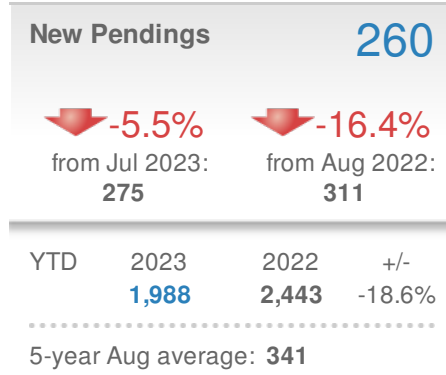 New Pendings 260
-5.5% -16.4%
from Jul 2023: from Aug 2022:
275 311
YTD 2023 2022 +/-
1,988 2,443 -18.6%
5-year Aug average: 341